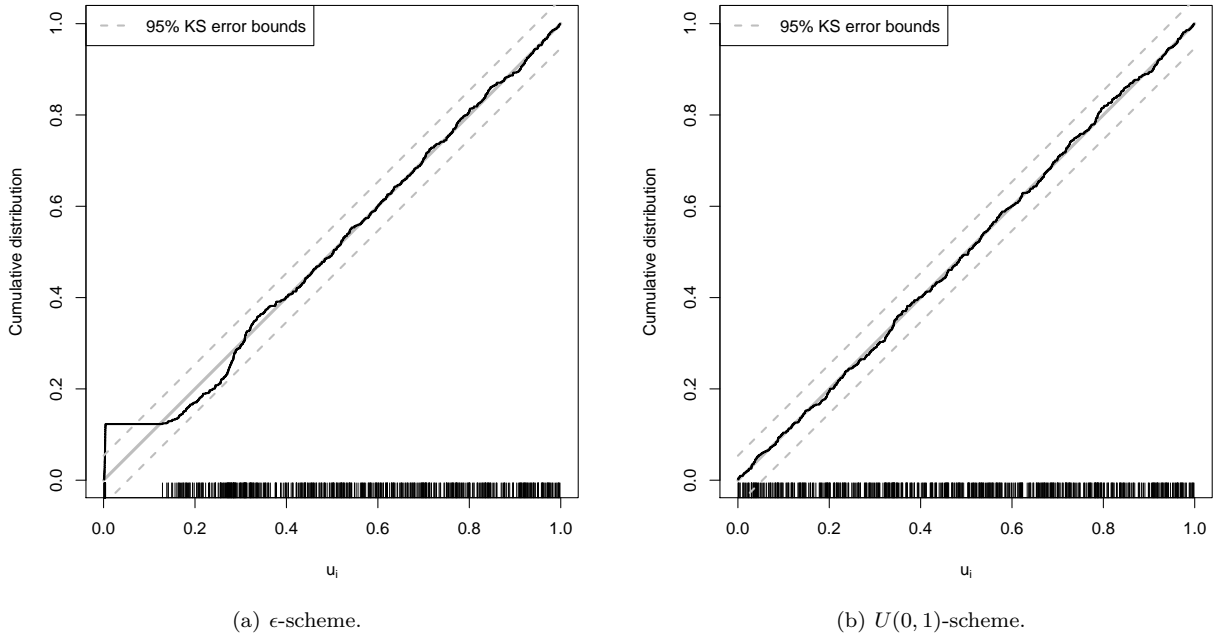 95% KS error bounds
Cumulative distribution
1.0
0.8
0.6
0.4
0.2
0.0
0.0 0.2 0.4 0.6 0.8 1.0
u_i
(a) ϵ-scheme.
95% KS error bounds
Cumulative distribution
1.0
0.8
0.6
0.4
0.2
0.0
0.0 0.2 0.4 0.6 0.8 1.0
u_i
(b) U(0, 1)-scheme.